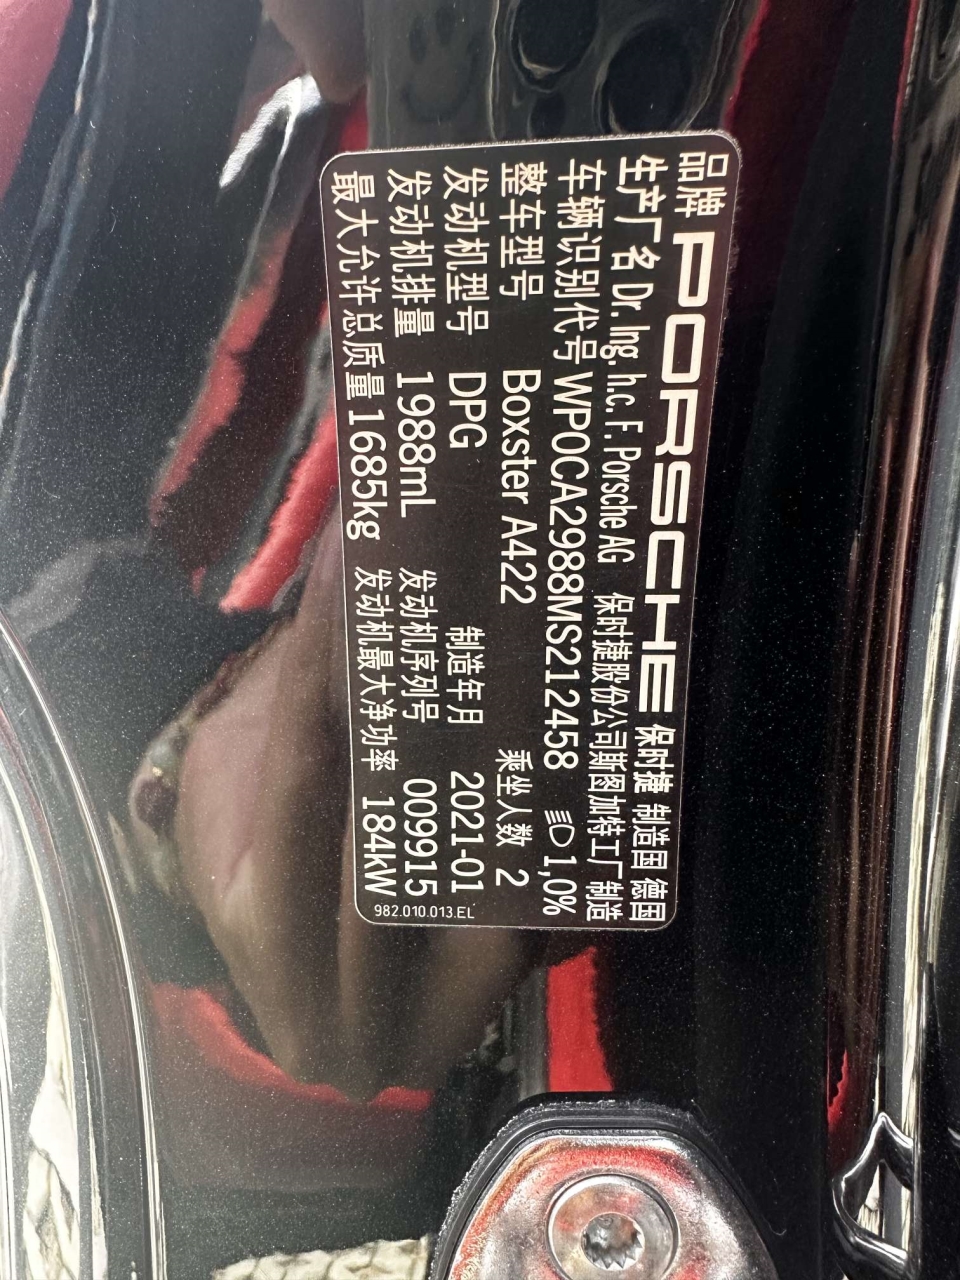 品牌 PORSCHE 保时捷 制造国 德国
生产厂名 Dr. Ing. h.c. F. Porsche AG 保时捷股份公司斯图加特工厂制造
车辆识别代号 WP0CA2988MS212458 1,0%
整车型号 Boxster A422 乘坐人数 2
发动机型号 DPG 制造年月 2021-01
发动机排量 1988mL 发动机序列号 009915
最大允许总质量 1685kg 发动机最大净功率 184kW
982.010.013.EL